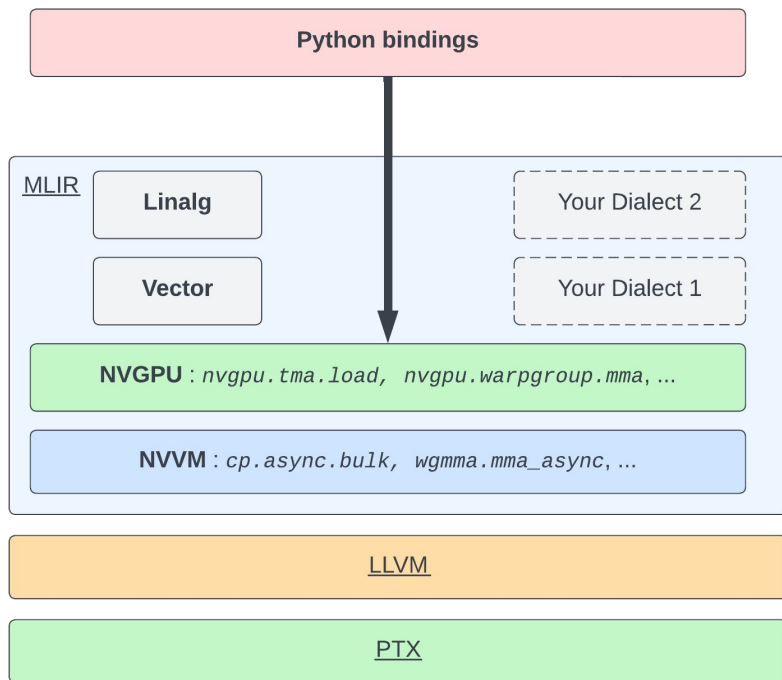 Python bindings
MLIR
Linalg
Your Dialect 2
Vector
Your Dialect 1
NVGPU : nvgpu.tma.load, nvgpu.warpgroup.mma, ...
NVVM : cp.async.bulk, wgmma.mma_async, ...
LLVM
PTX